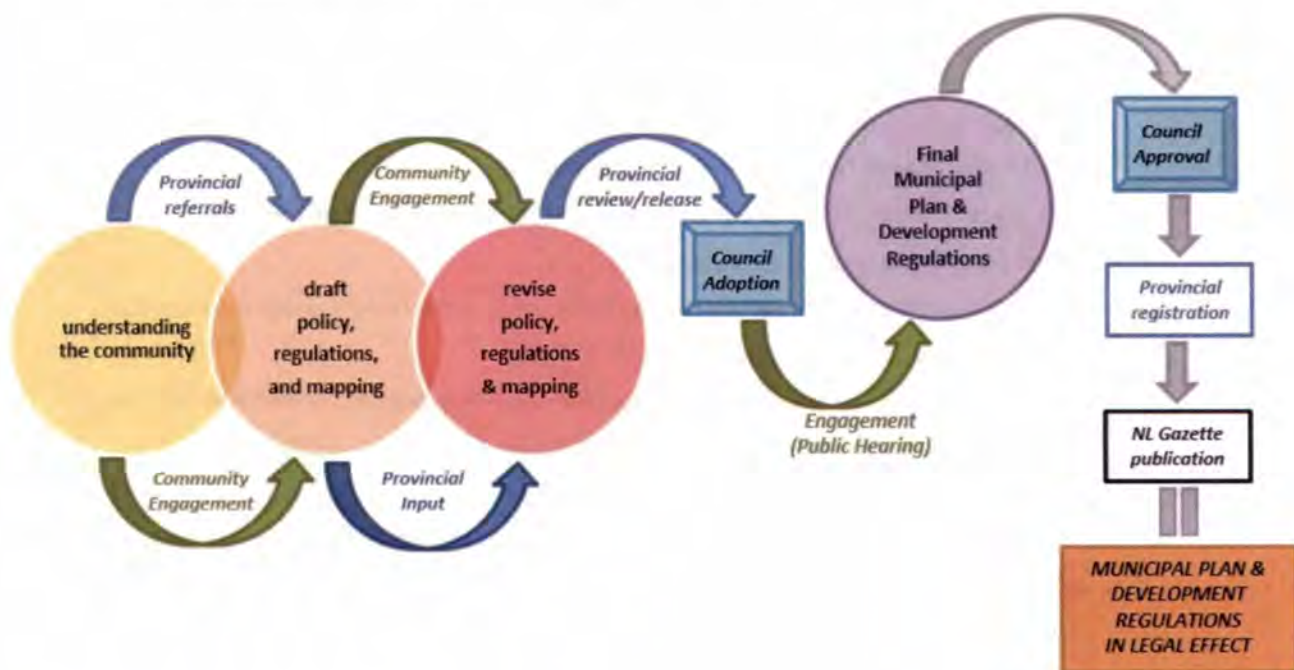 Provincial
referrals
Community
Engagement
Provincial
review/release
understanding
the community
draft
policy,
regulations,
and mapping
revise
policy,
regulations
& mapping
Community
Engagement
Provincial
Input
Council
Adoption
Engagement
(Public Hearing)
Final
Municipal
Plan &
Development
Regulations
Council
Approval
Provincial
registration
NL Gazette
publication
MUNICIPAL PLAN &
DEVELOPMENT
REGULATIONS
IN LEGAL EFFECT